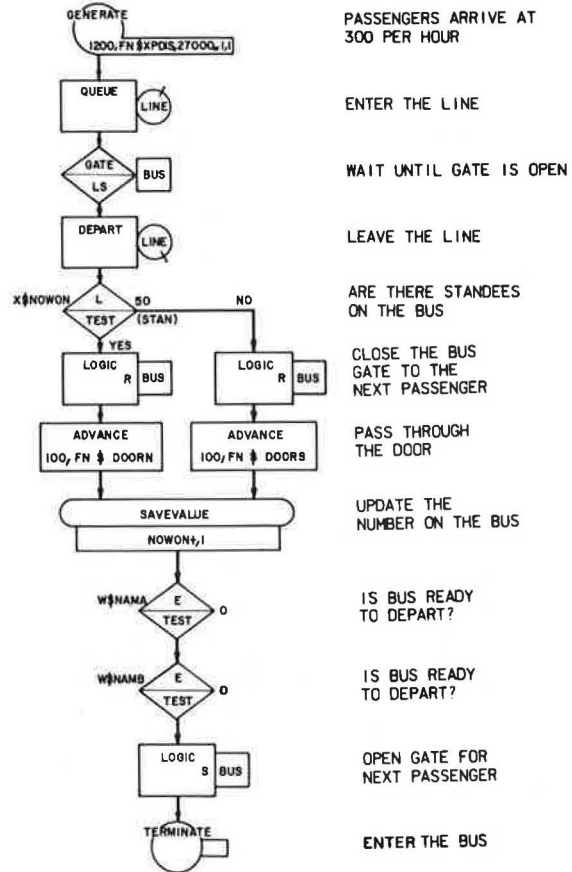 GENERATE
1200, FN $XPDIS, 27000,, 1, 1
PASSENGERS ARRIVE AT
300 PER HOUR
QUEUE
LINE
ENTER THE LINE
GATE
LS
BUS
WAIT UNTIL GATE IS OPEN
DEPART
LINE
LEAVE THE LINE
X$NOWON
L
TEST
50
(STAN)
NO
YES
ARE THERE STANDEES
ON THE BUS
LOGIC
R
BUS
LOGIC
R
BUS
CLOSE THE BUS
GATE TO THE
NEXT PASSENGER
ADVANCE
100, FN $ DOORN
ADVANCE
100, FN $ DOORS
PASS THROUGH
THE DOOR
SAVEVALUE
NOWON+, 1
UPDATE THE
NUMBER ON THE BUS
W$NAMA
E
TEST
0
IS BUS READY
TO DEPART?
W$NAMB
E
TEST
0
IS BUS READY
TO DEPART?
LOGIC
S
BUS
OPEN GATE FOR
NEXT PASSENGER
TERMINATE
ENTER THE BUS